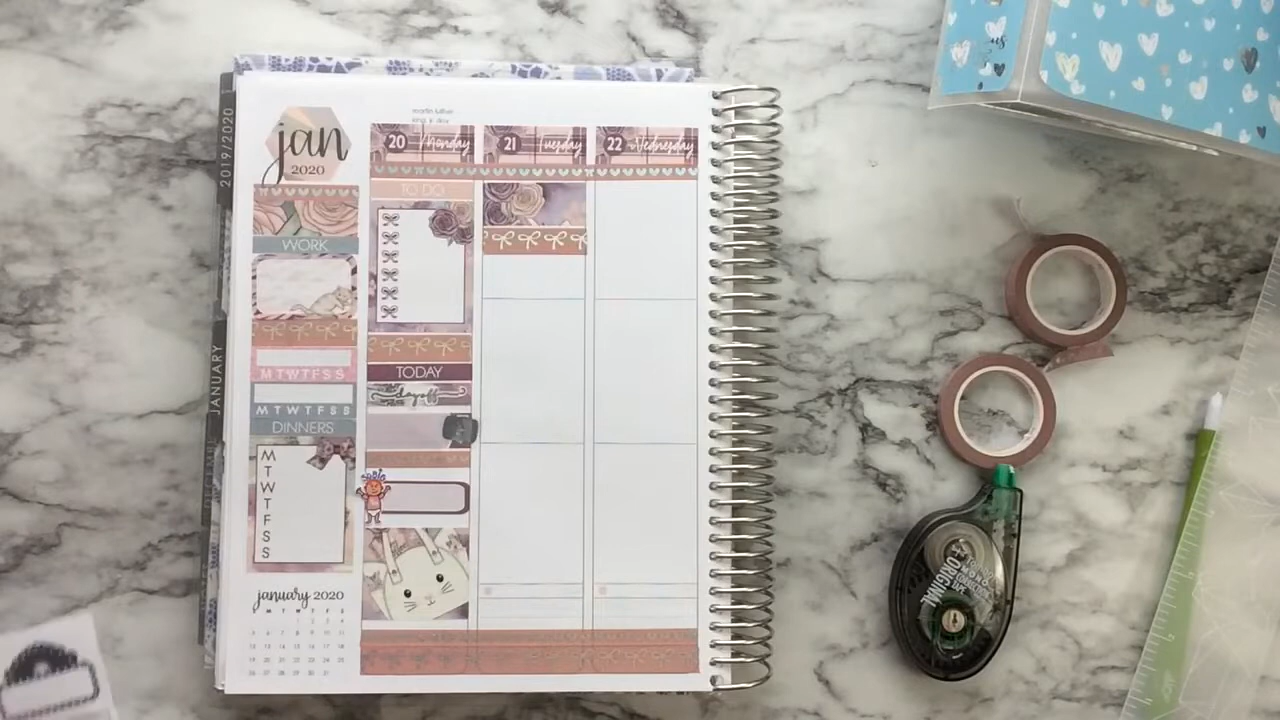 2019/2020
JANUARY
jan
2020
WORK
M T W T F S S
M T W T F S S
DINNERS
M
T
W
T
F
S
S
january 2020
martin luther
king jr. day
20 Monday
TO DO
TODAY
day off
21 Tuesday
22 Wednesday
MONO
ORIGINAL